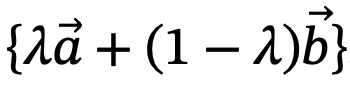 {λa⃗ + (1 − λ)b⃗}